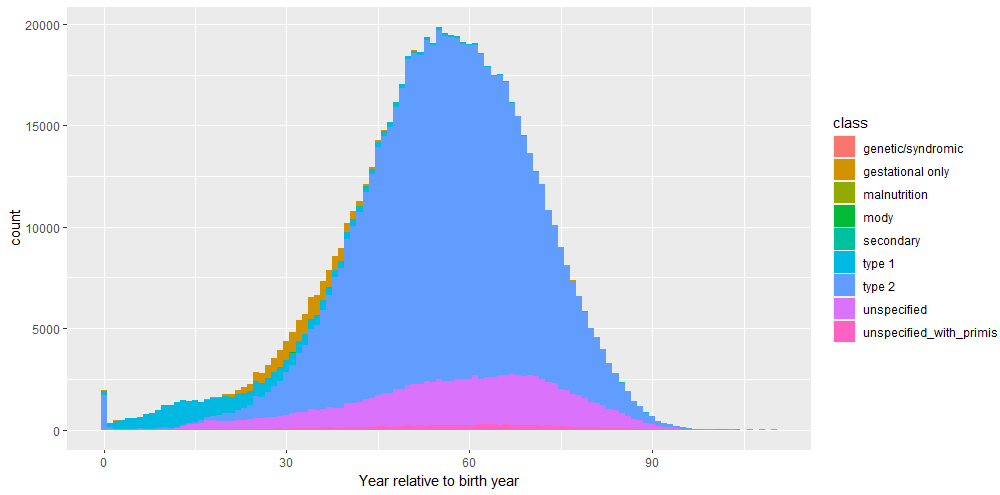 20000
15000
10000
5000
0
count
0 30 60 90
Year relative to birth year
class
genetic/syndromic
gestational only
malnutrition
mody
secondary
type 1
type 2
unspecified
unspecified_with_primis